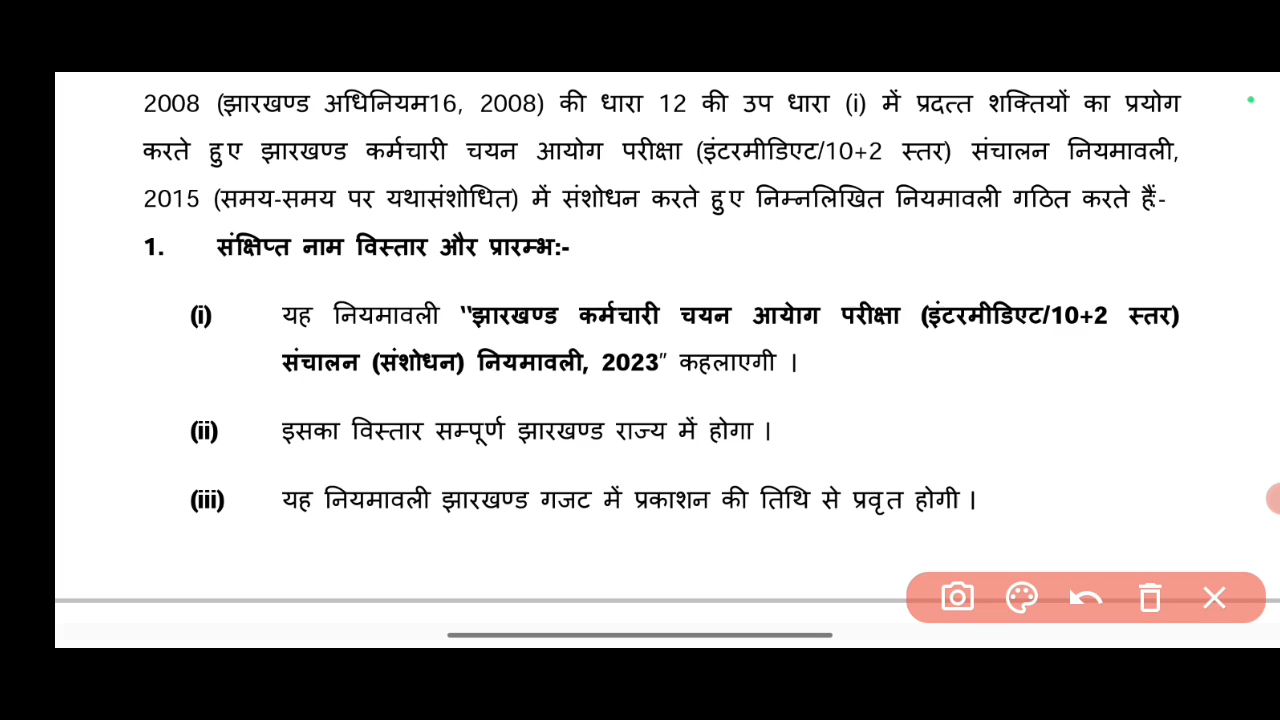 2008 (झारखण्ड अधिनियम16, 2008) की धारा 12 की उप धारा (i) में प्रदत्त शक्तियों का प्रयोग
करते हुए झारखण्ड कर्मचारी चयन आयोग परीक्षा (इंटरमीडिएट/10+2 स्तर) संचालन नियमावली,
2015 (समय-समय पर यथासंशोधित) में संशोधन करते हुए निम्नलिखित नियमावली गठित करते हैं:-
1. संक्षिप्त नाम विस्तार और प्रारम्भ:-
(i) यह नियमावली "झारखण्ड कर्मचारी चयन आयोग परीक्षा (इंटरमीडिएट/10+2 स्तर)
संचालन (संशोधन) नियमावली, 2023" कहलाएगी ।
(ii) इसका विस्तार सम्पूर्ण झारखण्ड राज्य में होगा ।
(iii) यह नियमावली झारखण्ड गजट में प्रकाशन की तिथि से प्रवृत होगी ।